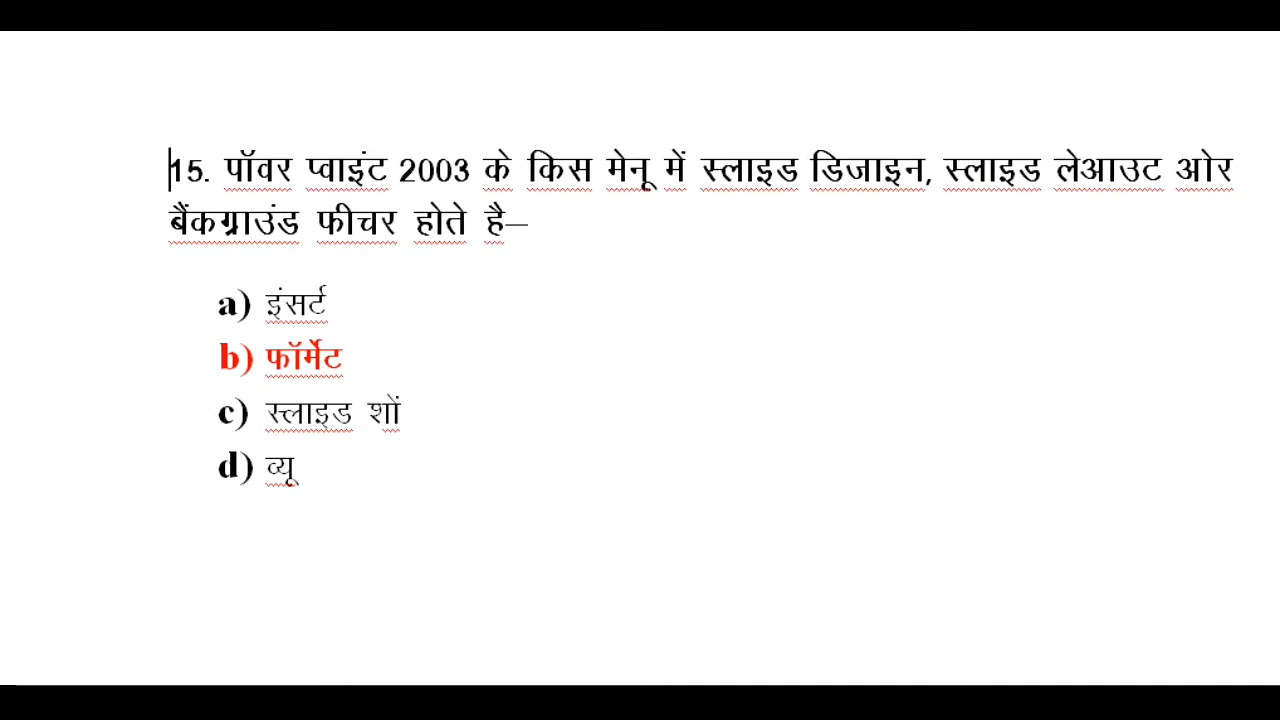 15. पॉवर प्वाइंट 2003 के किस मेनू में स्लाइड डिजाइन, स्लाइड लेआउट ओर
बैंकग्राउंड फीचर होते है–
a) इंसर्ट
b) फॉर्मेट
c) स्लाइड शों
d) व्यू